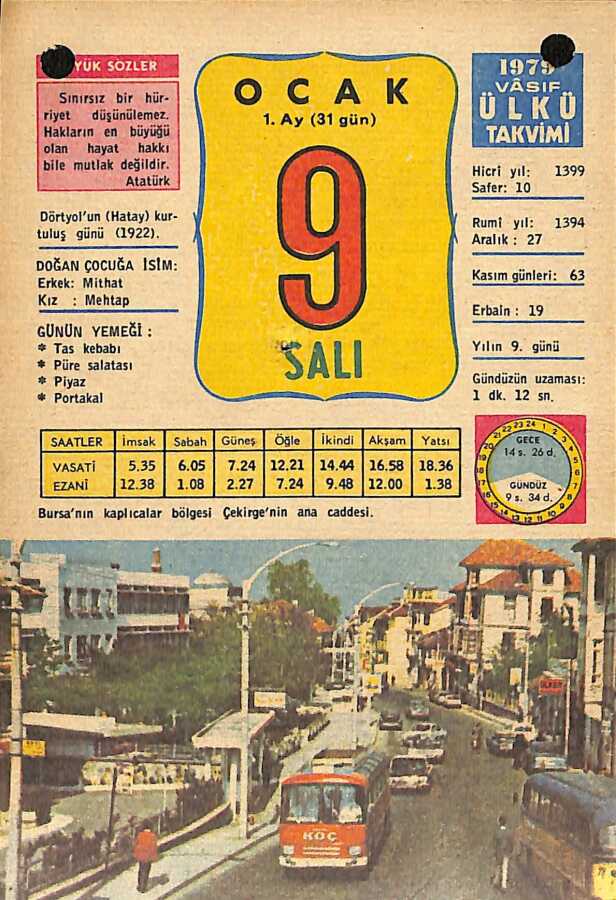 YÜK SÖZLER
Sınırsız bir hür-
riyet düşünülemez.
Hakların en büyüğü
olan hayat hakkı
bile mutlak değildir.
Atatürk
Dörtyol'un (Hatay) kur-
tuluş günü (1922).
DOĞAN ÇOCUĞA İSİM:
Erkek: Mithat
Kız : Mehtap
GÜNÜN YEMEĞİ :
* Tas kebabı
* Püre salatası
* Piyaz
* Portakal
OCAK
1. Ay (31 gün)
9
SALI
1979
VÂSIF
ÜLKÜ
TAKVİMİ
Hicrî yıl: 1399
Safer: 10
Rumî yıl: 1394
Aralık : 27
Kasım günleri: 63
Erbain : 19
Yılın 9. günü
Gündüzün uzaması:
1 dk. 12 sn.
SAATLER İmsak Sabah Güneş Öğle İkindi Akşam Yatsı
VASATİ 5.35 6.05 7.24 12.21 14.44 16.58 18.36
EZANİ 12.38 1.08 2.27 7.24 9.48 12.00 1.38
GECE
14 s. 26 d.
GÜNDÜZ
9 s. 34 d.
Bursa'nın kaplıcalar bölgesi Çekirge'nin ana caddesi.
KOÇ